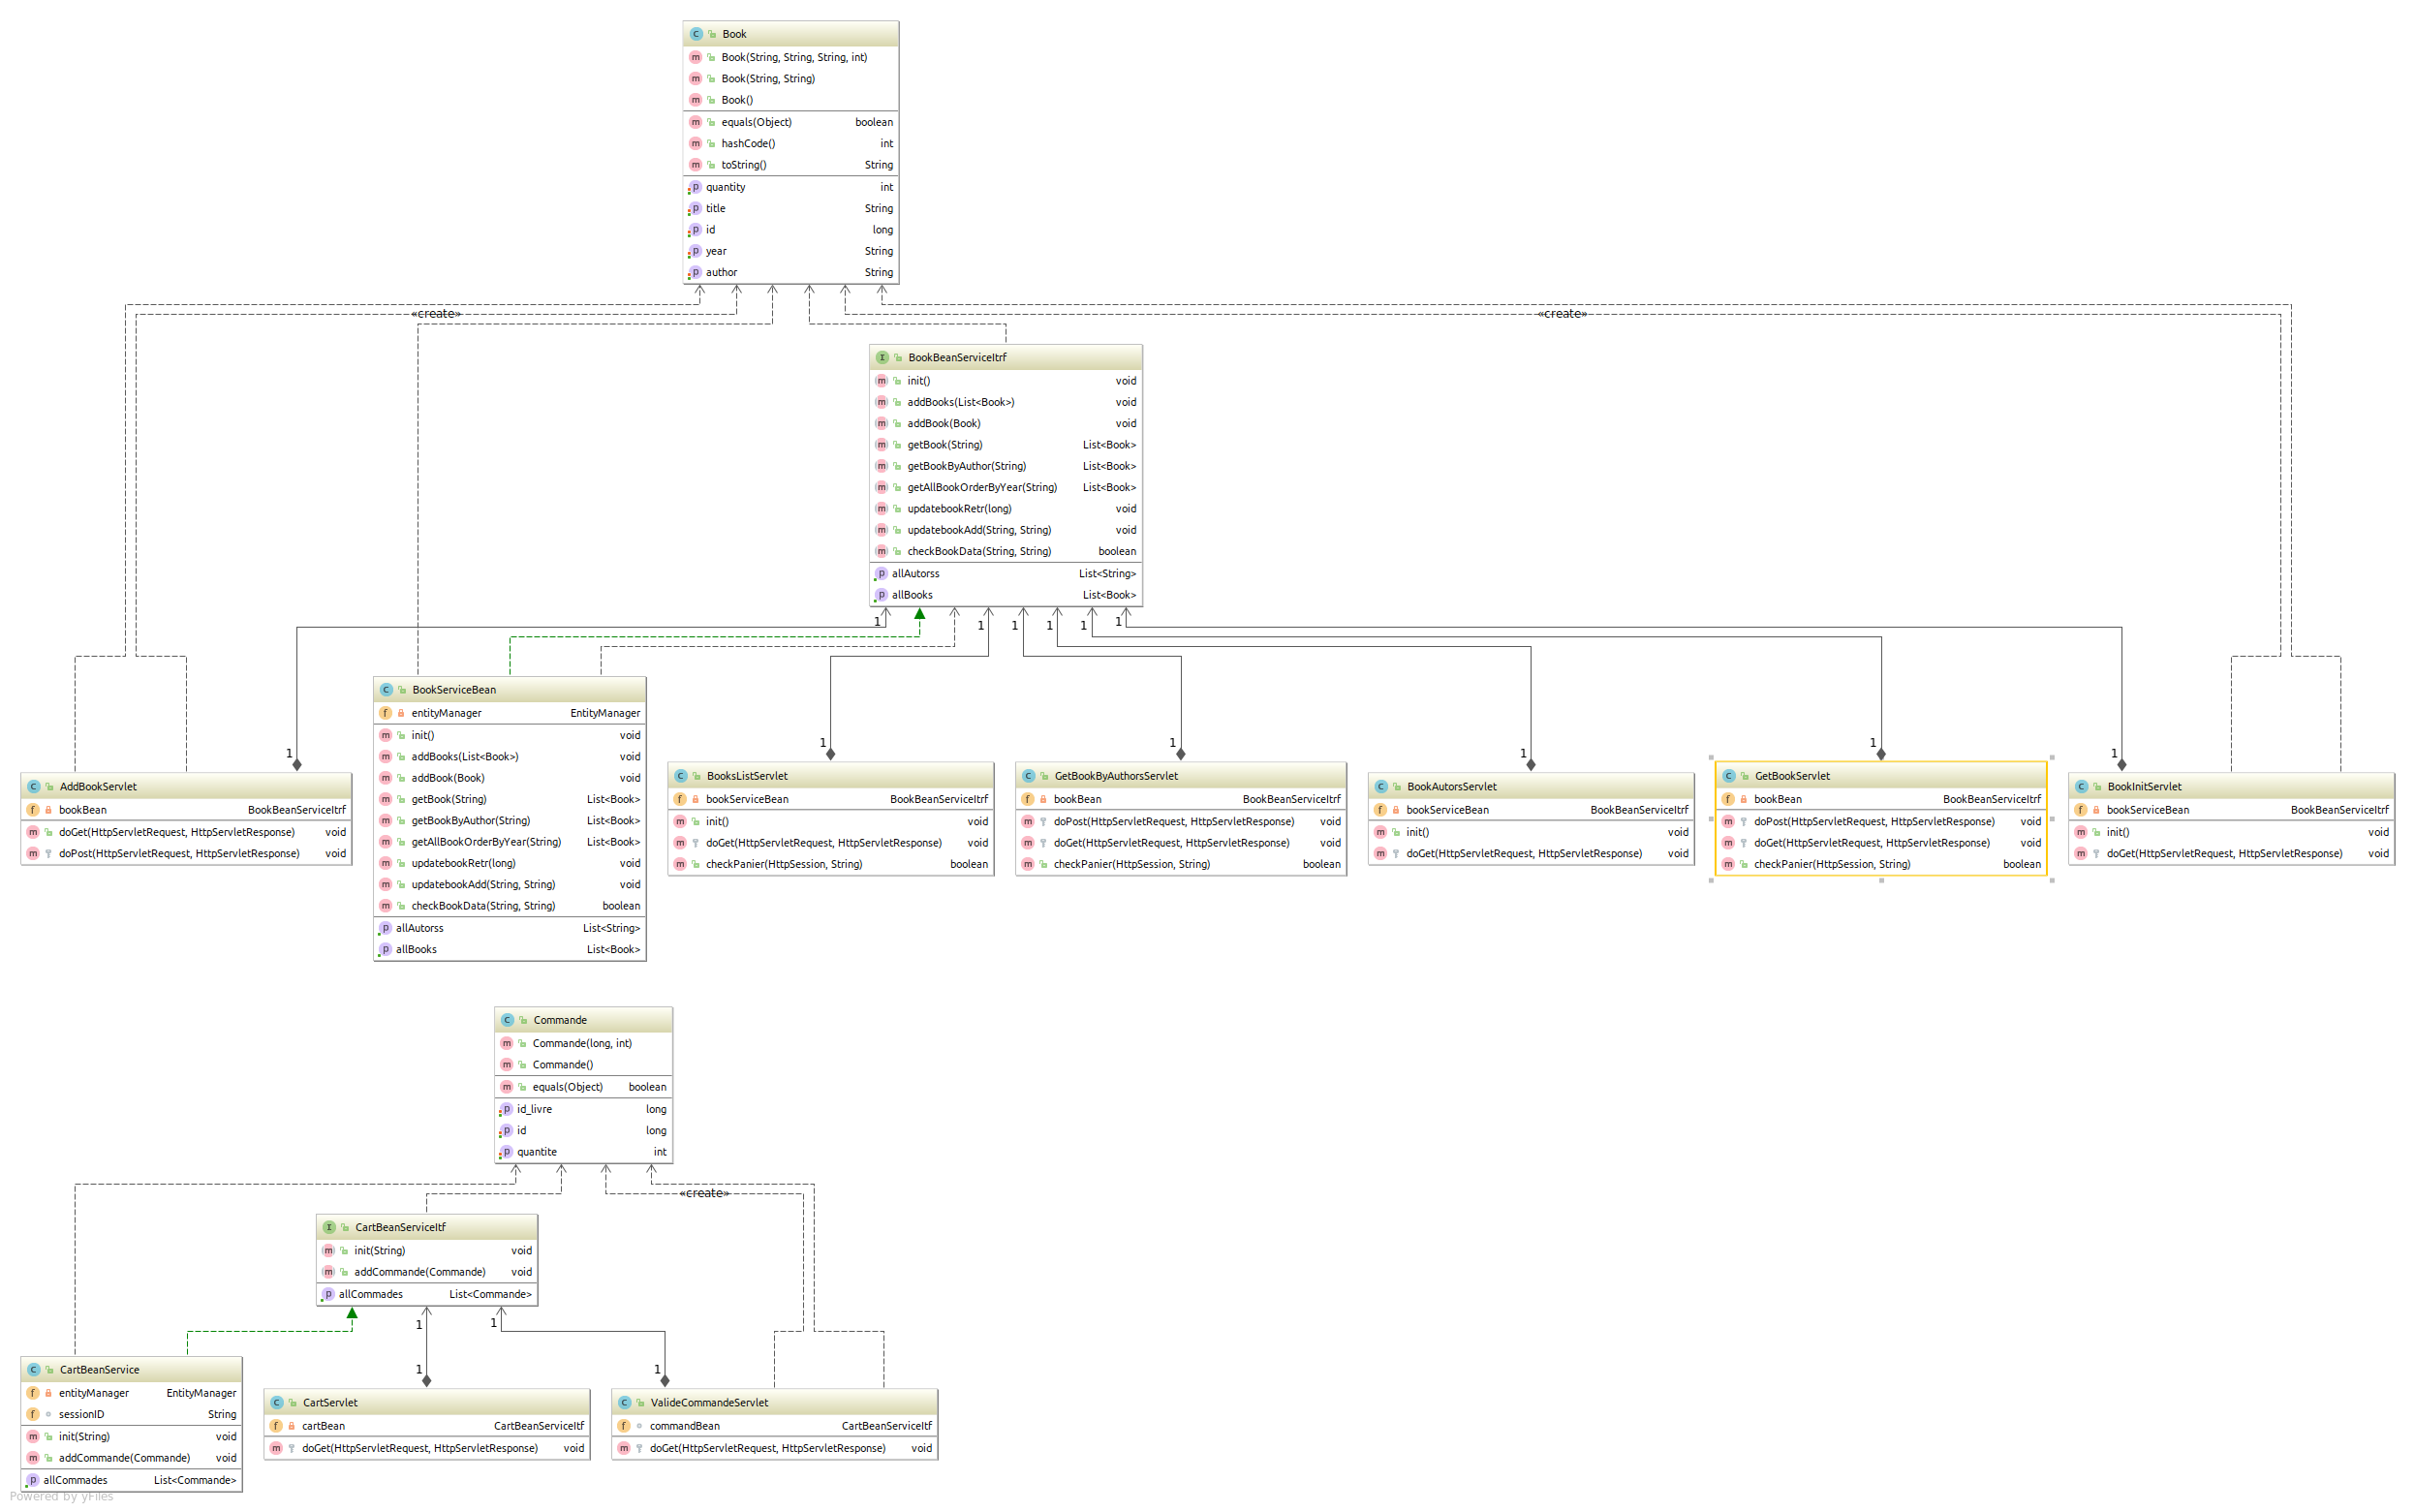 C Book
m Book(String, String, String, int)
m Book(String, String)
m Book()
m equals(Object) boolean
m hashCode() int
m toString() String
p quantity int
p title String
p id long
p year String
p author String
«create»
«create»
I BookBeanServiceItrf
m init() void
m addBooks(List<Book>) void
m addBook(Book) void
m getBook(String) List<Book>
m getBookByAuthor(String) List<Book>
m getAllBookOrderByYear(String) List<Book>
m updatebookRetr(long) void
m updatebookAdd(String, String) void
m checkBookData(String, String) boolean
p allAutorss List<String>
p allBooks List<Book>
1 1 1 1 1 1
1 1 1 1 1 1
C AddBookServlet
f bookBean BookBeanServiceItrf
m doGet(HttpServletRequest, HttpServletResponse) void
m doPost(HttpServletRequest, HttpServletResponse) void
C BookServiceBean
f entityManager EntityManager
m init() void
m addBooks(List<Book>) void
m addBook(Book) void
m getBook(String) List<Book>
m getBookByAuthor(String) List<Book>
m getAllBookOrderByYear(String) List<Book>
m updatebookRetr(long) void
m updatebookAdd(String, String) void
m checkBookData(String, String) boolean
p allAutorss List<String>
p allBooks List<Book>
C BooksListServlet
f bookServiceBean BookBeanServiceItrf
m init() void
m doGet(HttpServletRequest, HttpServletResponse) void
m checkPanier(HttpSession, String) boolean
C GetBookByAuthorsServlet
f bookBean BookBeanServiceItrf
m doPost(HttpServletRequest, HttpServletResponse) void
m doGet(HttpServletRequest, HttpServletResponse) void
m checkPanier(HttpSession, String) boolean
C BookAutorsServlet
f bookServiceBean BookBeanServiceItrf
m init() void
m doGet(HttpServletRequest, HttpServletResponse) void
C GetBookServlet
f bookBean BookBeanServiceItrf
m doPost(HttpServletRequest, HttpServletResponse) void
m doGet(HttpServletRequest, HttpServletResponse) void
m checkPanier(HttpSession, String) boolean
C BookInitServlet
f bookServiceBean BookBeanServiceItrf
m init() void
m doGet(HttpServletRequest, HttpServletResponse) void
C Commande
m Commande(long, int)
m Commande()
m equals(Object) boolean
p id_livre long
p id long
p quantite int
«create»
I CartBeanServiceItf
m init(String) void
m addCommande(Commande) void
p allCommades List<Commande>
1 1
1 1
C CartBeanService
f entityManager EntityManager
f sessionID String
m init(String) void
m addCommande(Commande) void
p allCommades List<Commande>
C CartServlet
f cartBean CartBeanServiceItf
m doGet(HttpServletRequest, HttpServletResponse) void
C ValideCommandeServlet
f commandBean CartBeanServiceItf
m doGet(HttpServletRequest, HttpServletResponse) void
Powered by yFiles